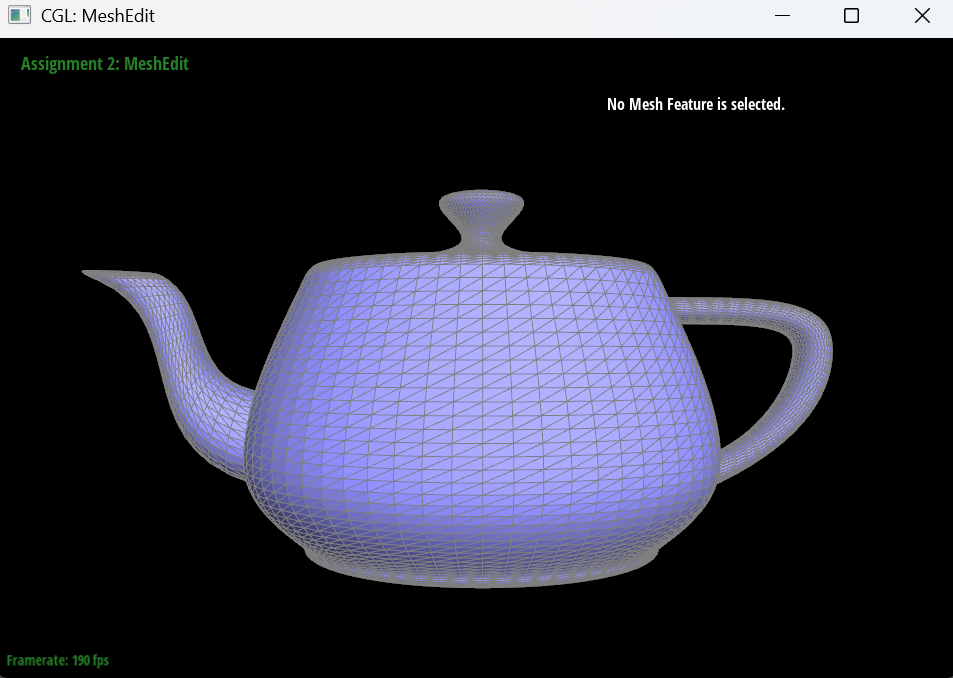 CGL: MeshEdit
Assignment 2: MeshEdit
No Mesh Feature is selected.
Framerate: 190 fps